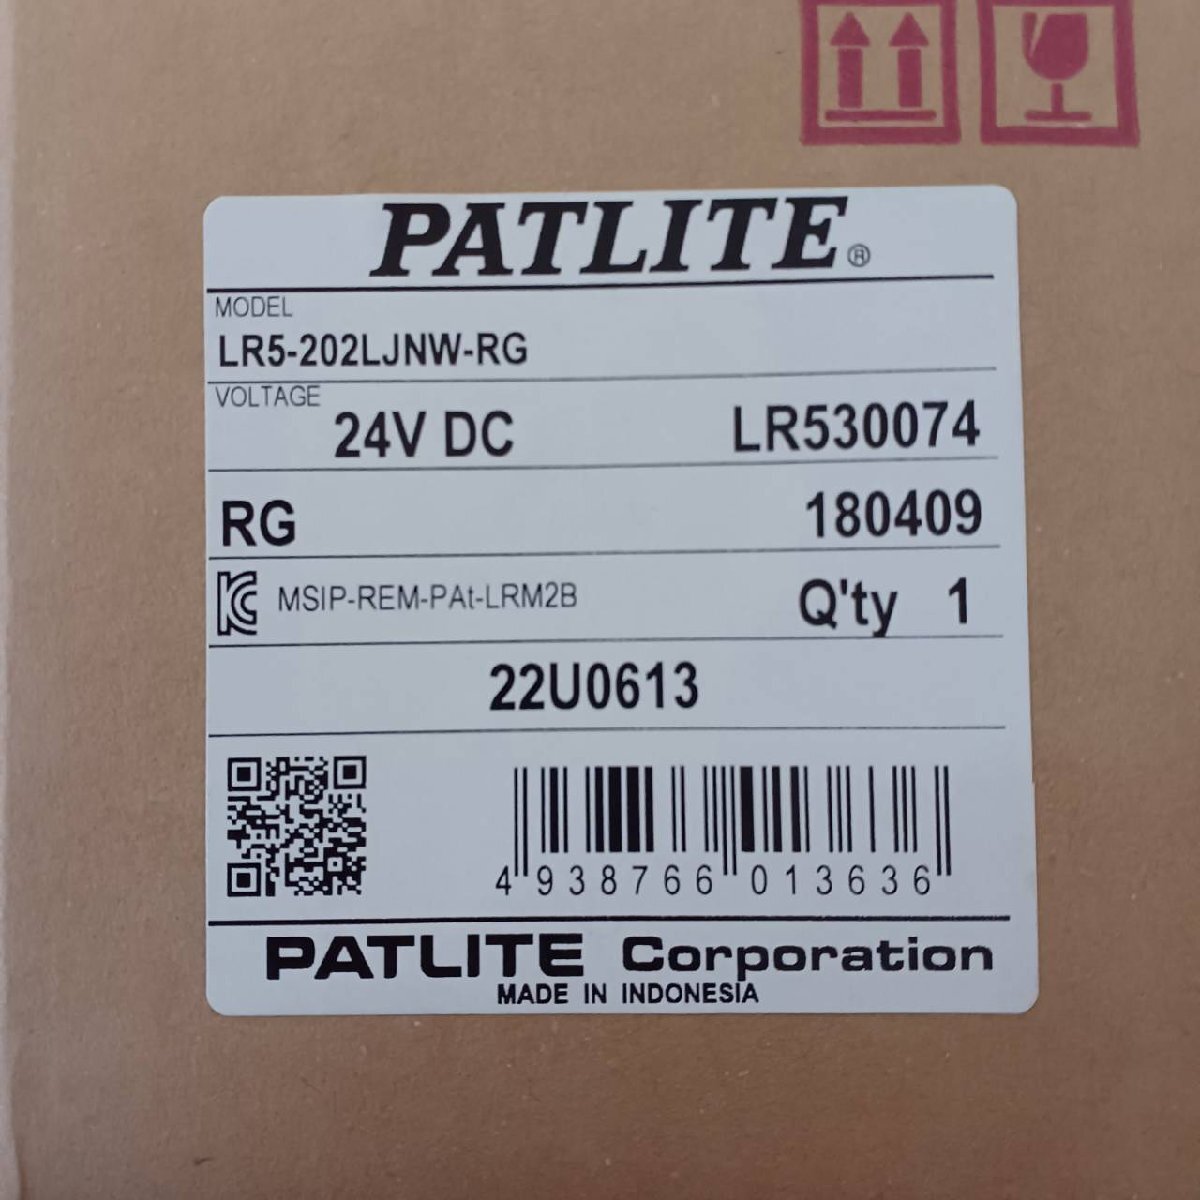 PATLITE®
MODEL
LR5-202LJNW-RG
VOLTAGE
24V DC LR530074
RG 180409
MSIP-REM-PAt-LRM2B Q'ty 1
22U0613
4 938766 013636
PATLITE Corporation
MADE IN INDONESIA